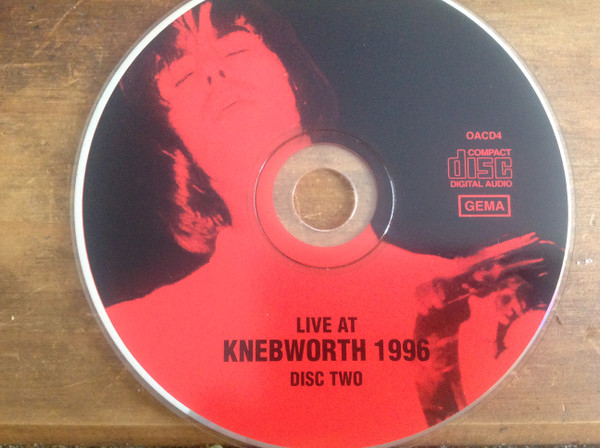 OACD4
COMPACT
disc
DIGITAL AUDIO
GEMA
LIVE AT
KNEBWORTH 1996
DISC TWO